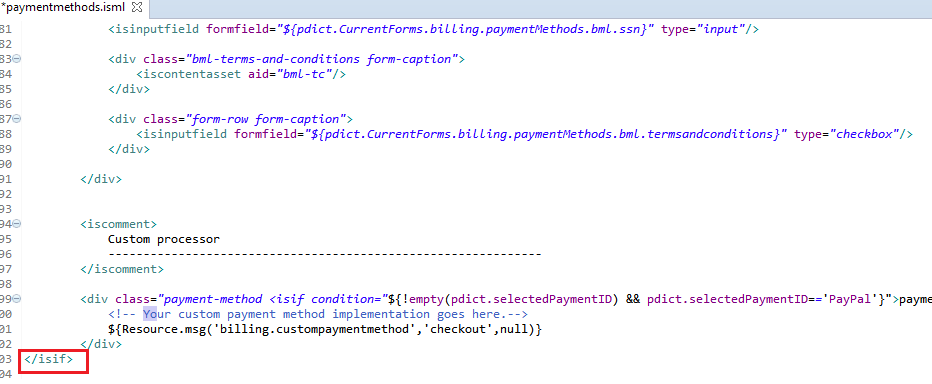 *paymentmethods.isml
81 <isinputfield formfield="${pdict.CurrentForms.billing.paymentMethods.bml.ssn}" type="input"/>
82
83 <div class="bml-terms-and-conditions form-caption">
84 <iscontentasset aid="bml-tc"/>
85 </div>
86
87 <div class="form-row form-caption">
88 <isinputfield formfield="${pdict.CurrentForms.billing.paymentMethods.bml.termsandconditions}" type="checkbox"/>
89 </div>
90
91 </div>
92
93
94 <iscomment>
95 Custom processor
96 --------------------------------------------------------------
97 </iscomment>
98
99 <div class="payment-method <isif condition="${!empty(pdict.selectedPaymentID) && pdict.selectedPaymentID=='PayPal'}">payme
00 <!-- Your custom payment method implementation goes here.-->
01 ${Resource.msg('billing.custompaymentmethod','checkout',null)}
02 </div>
03 </isif>
04